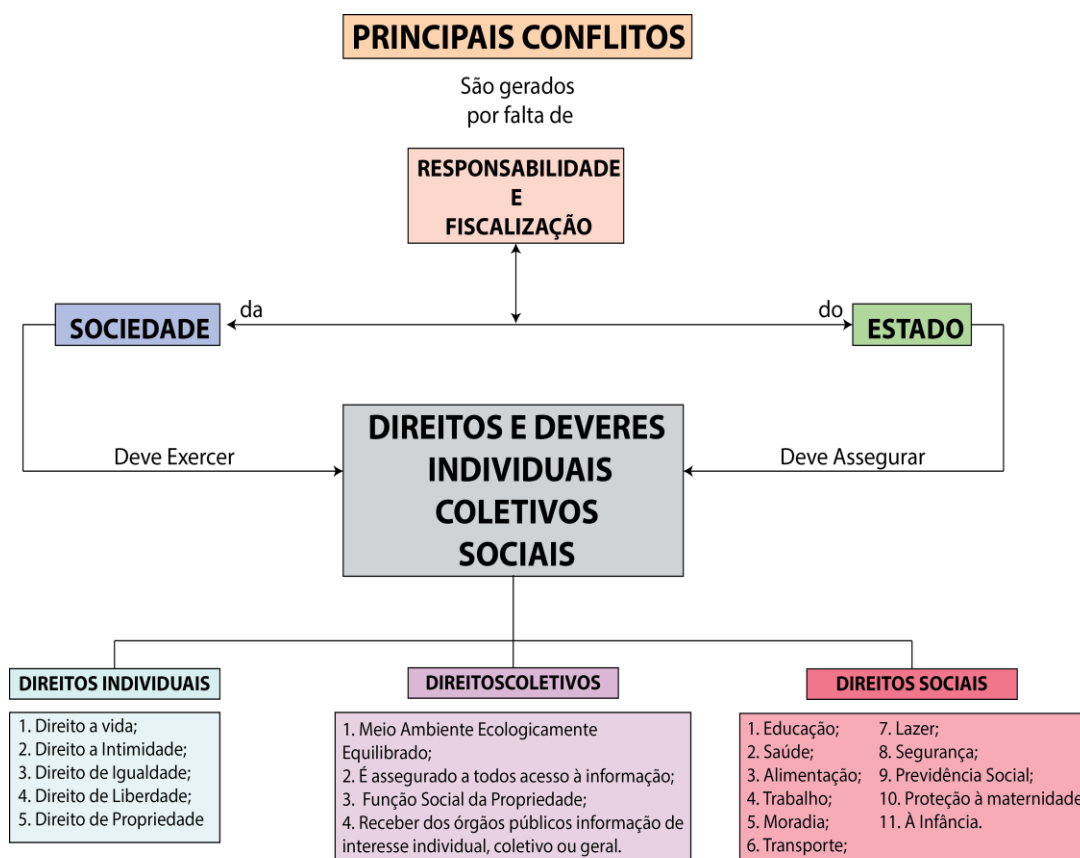 PRINCIPAIS CONFLITOS
São gerados
por falta de
RESPONSABILIDADE
E
FISCALIZAÇÃO
da
do
SOCIEDADE
ESTADO
Deve Exercer
Deve Assegurar
DIREITOS E DEVERES
INDIVIDUAIS
COLETIVOS
SOCIAIS
DIREITOS INDIVIDUAIS
1. Direito a vida;
2. Direito a Intimidade;
3. Direito de Igualdade;
4. Direito de Liberdade;
5. Direito de Propriedade
DIREITOSCOLETIVOS
1. Meio Ambiente Ecologicamente
Equilibrado;
2. É assegurado a todos acesso à informação;
3. Função Social da Propriedade;
4. Receber dos órgãos públicos informação de
interesse individual, coletivo ou geral.
DIREITOS SOCIAIS
1. Educação;
2. Saúde;
3. Alimentação;
4. Trabalho;
5. Moradia;
6. Transporte;
7. Lazer;
8. Segurança;
9. Previdência Social;
10. Proteção à maternidade
11. À Infância.